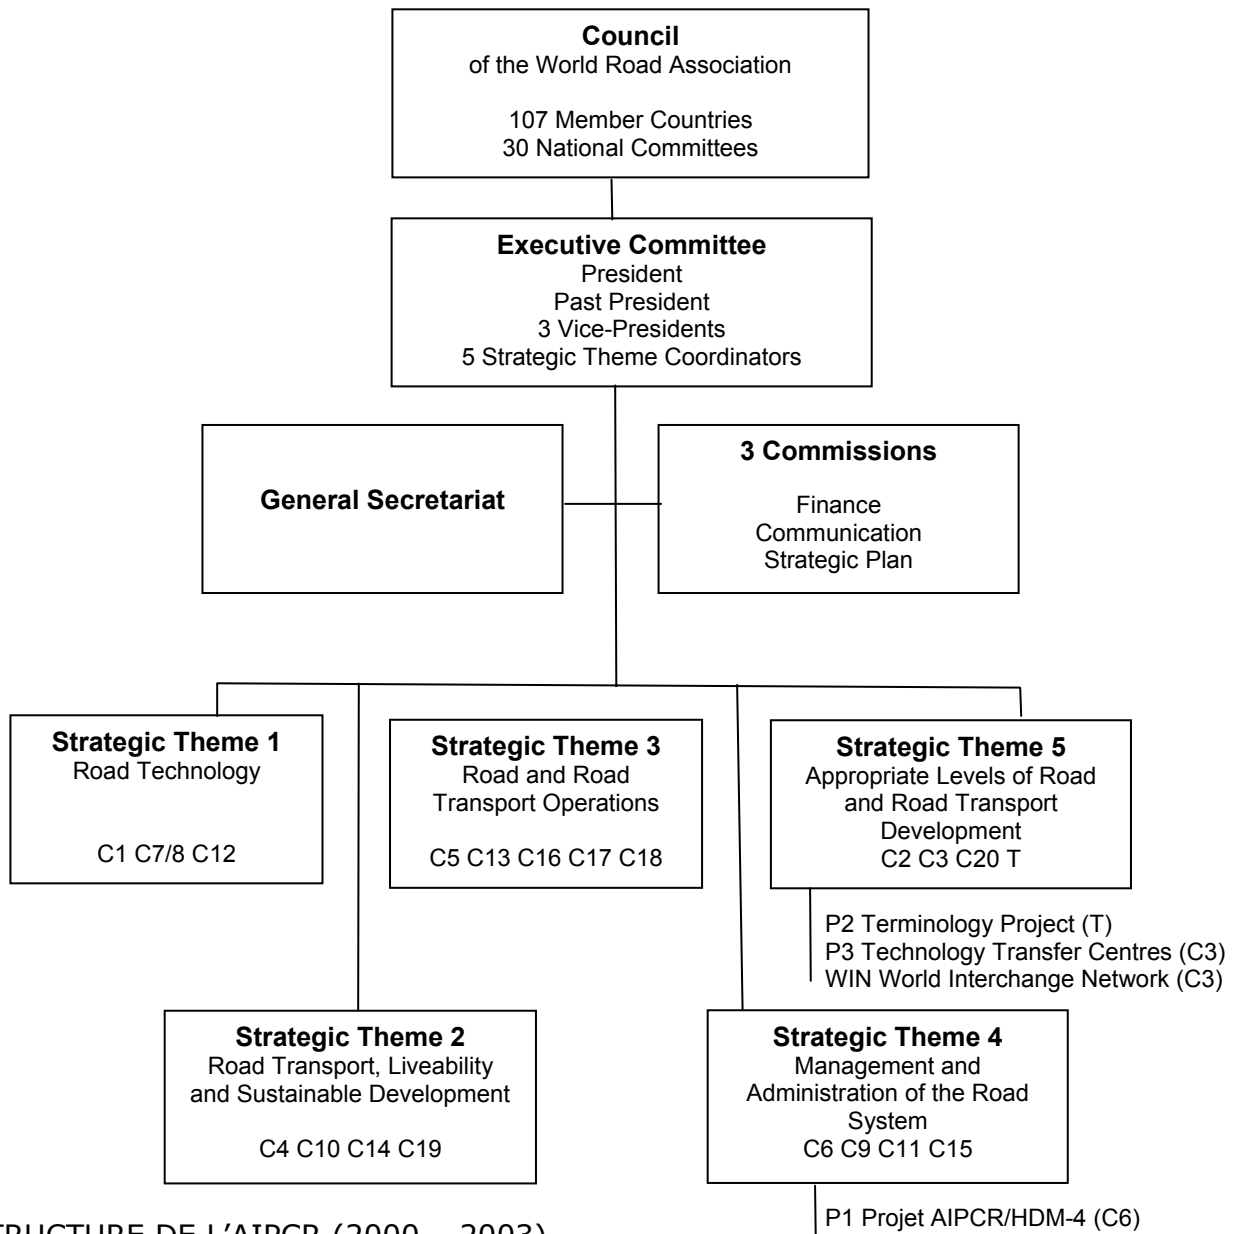 Council
of the World Road Association
107 Member Countries
30 National Committees
Executive Committee
President
Past President
3 Vice-Presidents
5 Strategic Theme Coordinators
General Secretariat
3 Commissions
Finance
Communication
Strategic Plan
Strategic Theme 1
Road Technology
C1 C7/8 C12
Strategic Theme 3
Road and Road
Transport Operations
C5 C13 C16 C17 C18
Strategic Theme 5
Appropriate Levels of Road
and Road Transport
Development
C2 C3 C20 T
P2 Terminology Project (T)
P3 Technology Transfer Centres (C3)
WIN World Interchange Network (C3)
Strategic Theme 2
Road Transport, Liveability
and Sustainable Development
C4 C10 C14 C19
Strategic Theme 4
Management and
Administration of the Road
System
C6 C9 C11 C15
P1 Projet AIPCR/HDM-4 (C6)
TRUCTURE DE L'AIPCR (2000 – 2003)